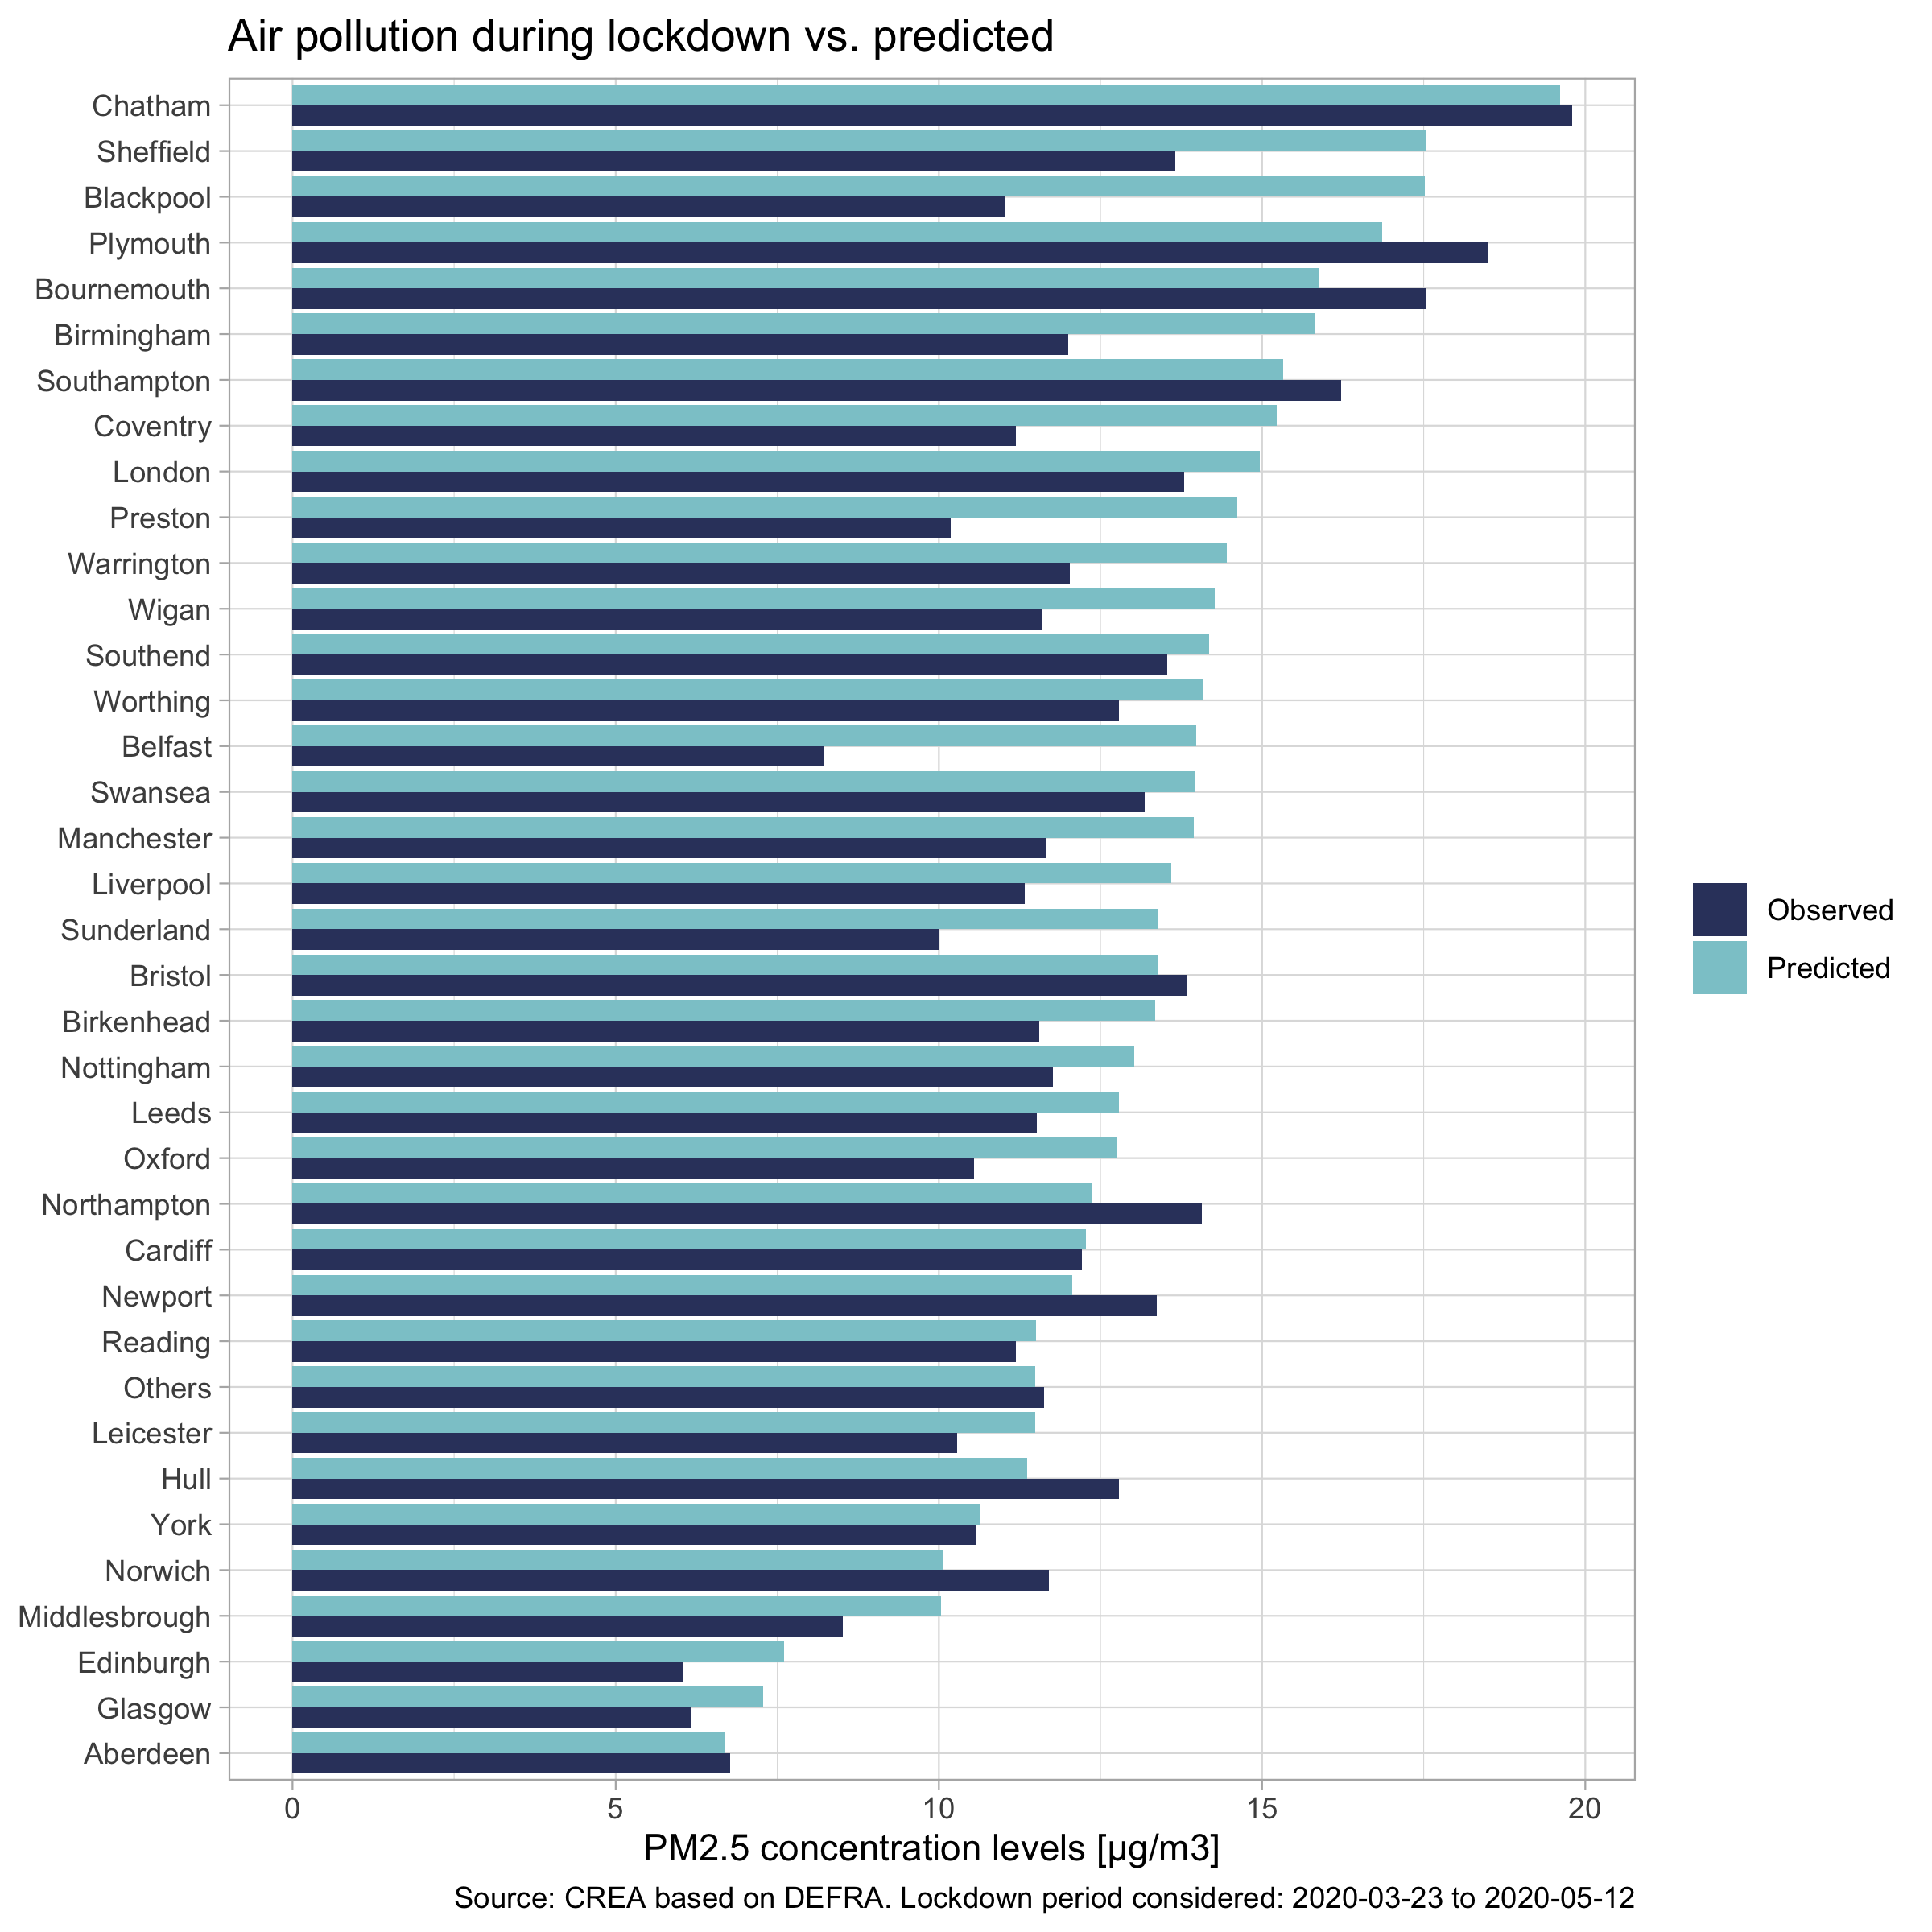 Air pollution during lockdown vs. predicted
Chatham
Sheffield
Blackpool
Plymouth
Bournemouth
Birmingham
Southampton
Coventry
London
Preston
Warrington
Wigan
Southend
Worthing
Belfast
Swansea
Manchester
Liverpool
Sunderland
Bristol
Birkenhead
Nottingham
Leeds
Oxford
Northampton
Cardiff
Newport
Reading
Others
Leicester
Hull
York
Norwich
Middlesbrough
Edinburgh
Glasgow
Aberdeen
Observed
Predicted
0 5 10 15 20
PM2.5 concentration levels [µg/m3]
Source: CREA based on DEFRA. Lockdown period considered: 2020-03-23 to 2020-05-12